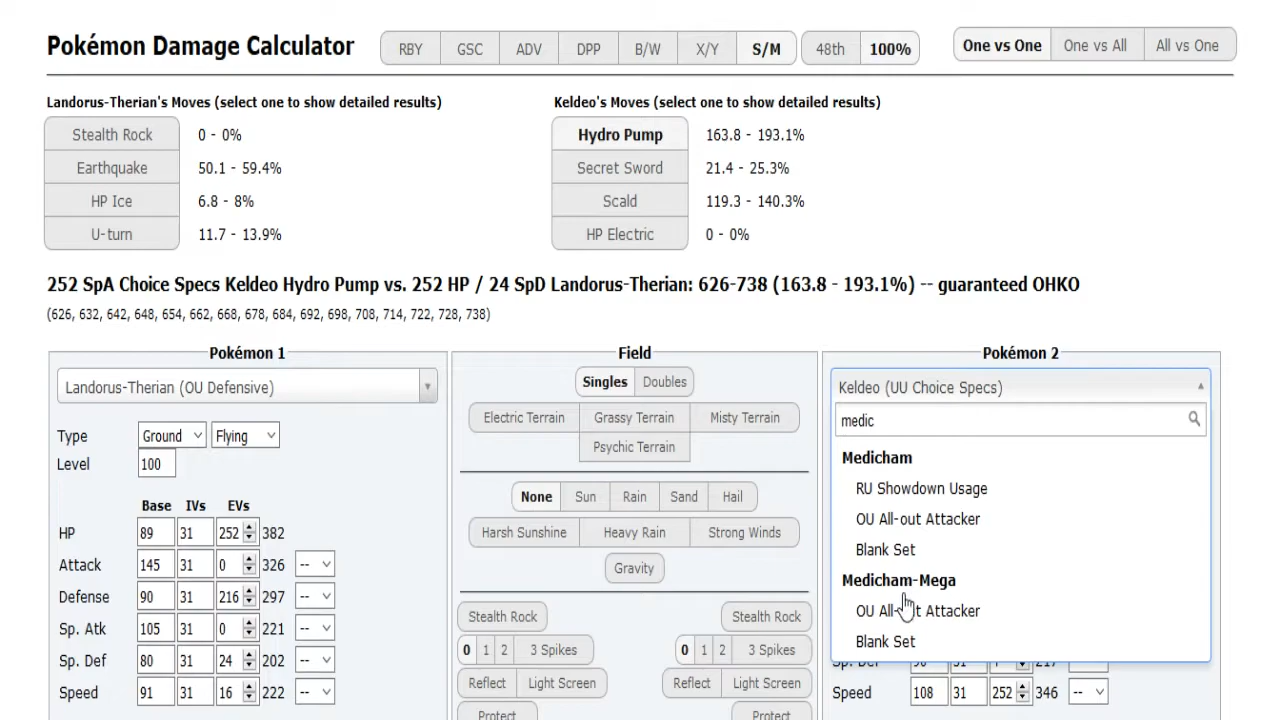 Pokémon Damage Calculator RBY GSC ADV DPP B/W X/Y S/M 48th 100% One vs One One vs All All vs One
Landorus-Therian's Moves (select one to show detailed results) Keldeo's Moves (select one to show detailed results)
Stealth Rock 0 - 0% Hydro Pump 163.8 - 193.1%
Earthquake 50.1 - 59.4% Secret Sword 21.4 - 25.3%
HP Ice 6.8 - 8% Scald 119.3 - 140.3%
U-turn 11.7 - 13.9% HP Electric 0 - 0%
252 SpA Choice Specs Keldeo Hydro Pump vs. 252 HP / 24 SpD Landorus-Therian: 626-738 (163.8 - 193.1%) -- guaranteed OHKO
(626, 632, 642, 648, 654, 662, 668, 678, 684, 692, 698, 708, 714, 722, 728, 738)
Pokémon 1 Field Pokémon 2
Landorus-Therian (OU Defensive) Singles Doubles Keldeo (UU Choice Specs)
Electric Terrain Grassy Terrain Misty Terrain medic
Type Ground Flying Psychic Terrain Medicham
Level 100 RU Showdown Usage
Base IVs EVs None Sun Rain Sand Hail OU All-out Attacker
HP 89 31 252 382 Harsh Sunshine Heavy Rain Strong Winds Blank Set
Attack 145 31 0 326 -- Gravity Medicham-Mega
Defense 90 31 216 297 -- Stealth Rock Stealth Rock OU All-out Attacker
Sp. Atk 105 31 0 221 -- 0 1 2 3 Spikes 0 1 2 3 Spikes Blank Set
Sp. Def 80 31 24 202 -- Reflect Light Screen Reflect Light Screen Sp. Def
Speed 91 31 16 222 -- Protect Protect Speed 108 31 252 346 --